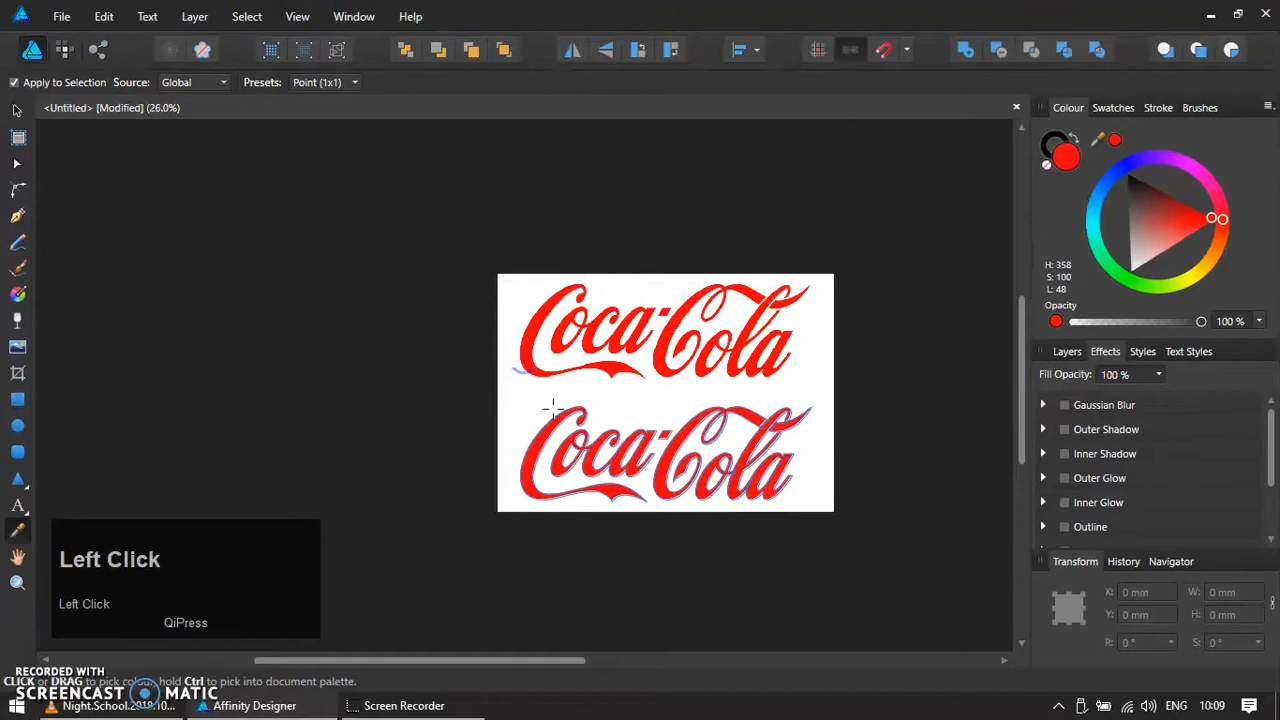 File Edit Text Layer Select View Window Help
Apply to Selection Source: Global Presets: Point (1x1)
<Untitled> [Modified] (26.0%)
Colour Swatches Stroke Brushes
H: 358
S: 100
L: 48
Opacity
100 %
Coca-Cola
Coca-Cola
Layers Effects Styles Text Styles
Fill Opacity: 100 %
Gaussian Blur
Outer Shadow
Inner Shadow
Outer Glow
Inner Glow
Outline
Transform History Navigator
X: 0 mm W: 0 mm
Y: 0 mm H: 0 mm
R: 0 ° S: 0 °
Left Click
Left Click
QiPress
RECORDED WITH
SCREENCAST MATIC
CLICK or DRAG to pick colour, hold Ctrl to pick into document palette.
Night.School.2018.10... Affinity Designer Screen Recorder ENG 10:09